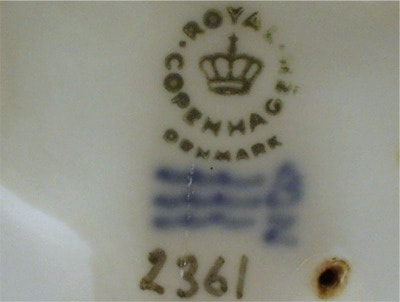 ROYAL
COPENHAGEN
DENMARK
2361